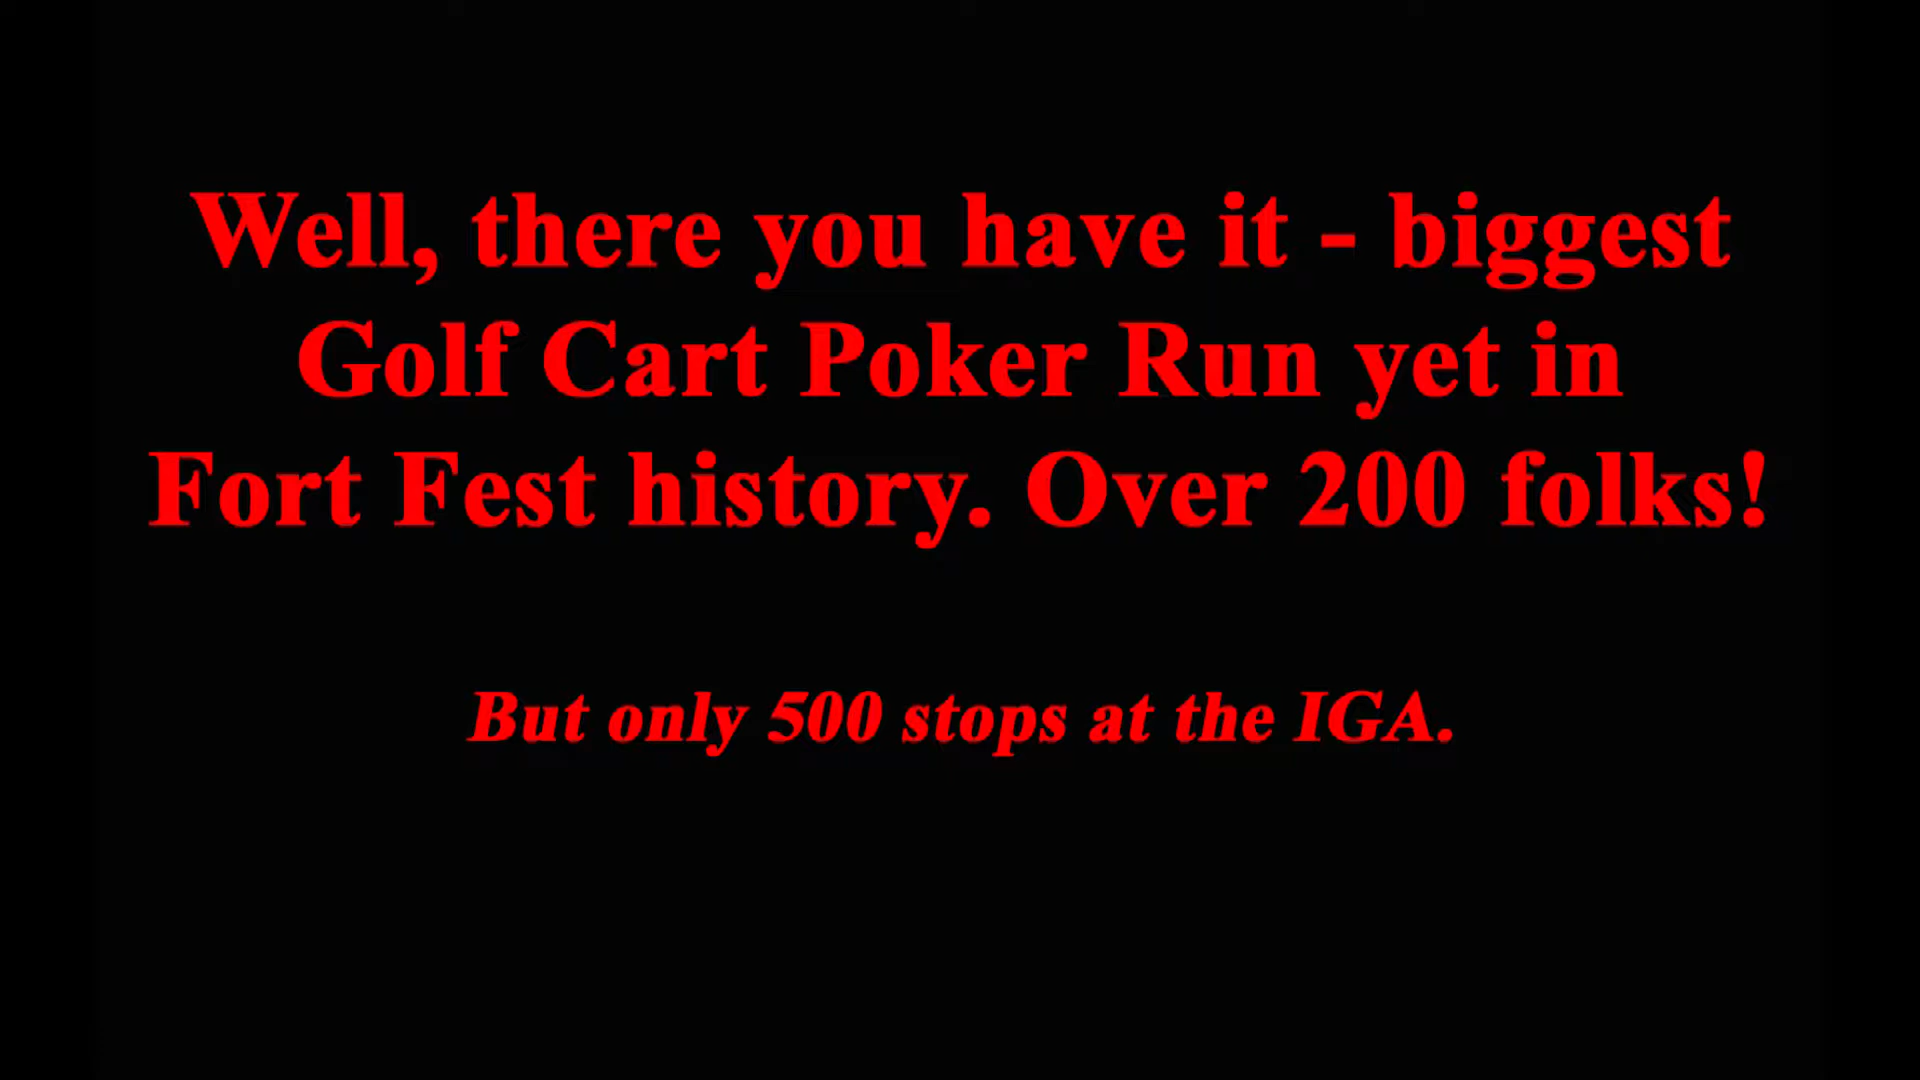 Well, there you have it - biggest
Golf Cart Poker Run yet in
Fort Fest history. Over 200 folks!
But only 500 stops at the IGA.